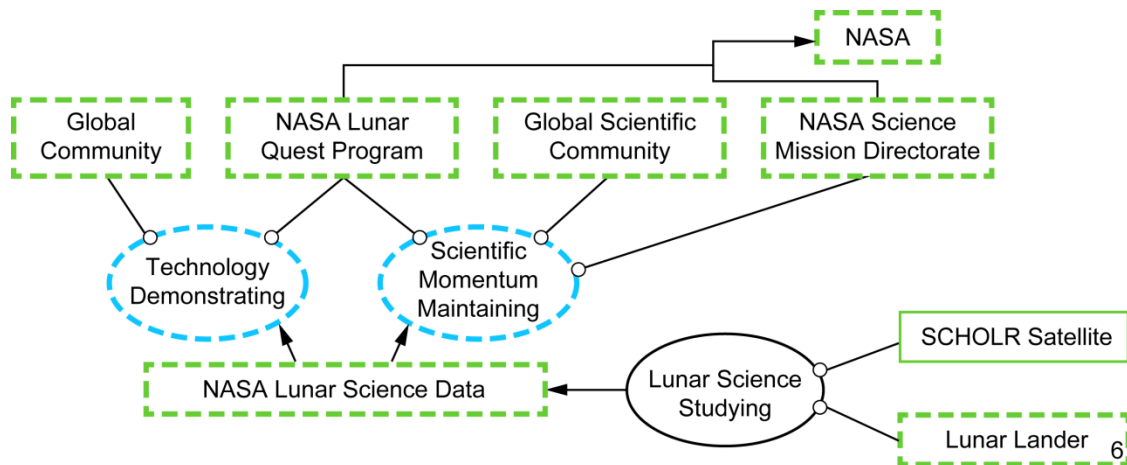 NASA
Global
Community
NASA Lunar
Quest Program
Global Scientific
Community
NASA Science
Mission Directorate
Technology
Demonstrating
Scientific
Momentum
Maintaining
NASA Lunar Science Data
Lunar Science
Studying
SCHOLR Satellite
Lunar Lander
6